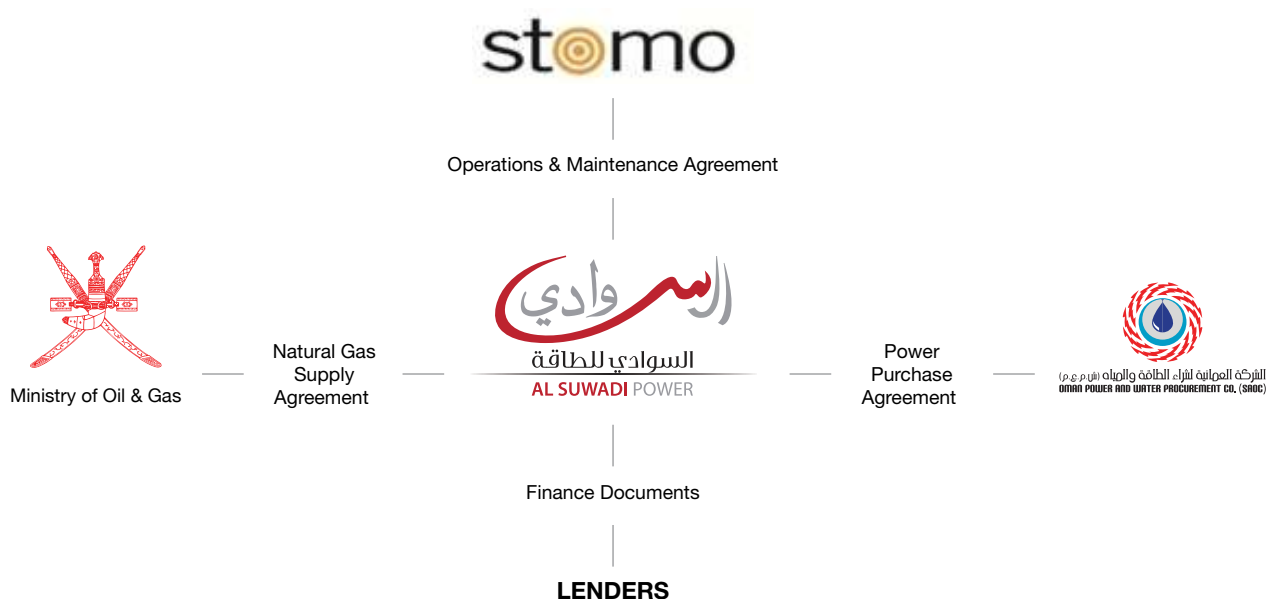 stomo
Operations & Maintenance Agreement
السوادي
السوادي للطاقة
AL SUWADI POWER
Ministry of Oil & Gas
Natural Gas
Supply
Agreement
Power
Purchase
Agreement
الشركة العمانية لشراء الطاقة والمياه (ش.م.ع.م)
OMAN POWER AND WATER PROCUREMENT CO. (SAOC)
Finance Documents
LENDERS